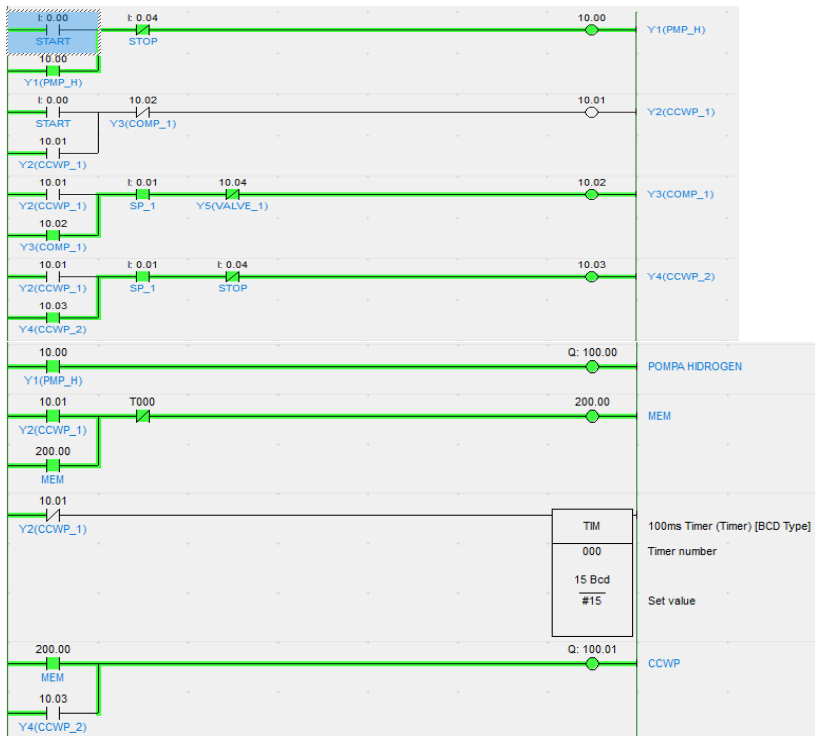 I: 0.00 I: 0.04 10.00
START STOP Y1(PMP_H)
10.00
Y1(PMP_H)
I: 0.00 10.02 10.01
START Y3(COMP_1) Y2(CCWP_1)
10.01
Y2(CCWP_1)
10.01 I: 0.01 10.04 10.02
Y2(CCWP_1) SP_1 Y5(VALVE_1) Y3(COMP_1)
10.02
Y3(COMP_1)
10.01 I: 0.01 I: 0.04 10.03
Y2(CCWP_1) SP_1 STOP Y4(CCWP_2)
10.03
Y4(CCWP_2)
10.00 Q: 100.00
Y1(PMP_H) POMPA HIDROGEN
10.01 T000 200.00
Y2(CCWP_1) MEM
200.00
MEM
10.01
Y2(CCWP_1) TIM 100ms Timer (Timer) [BCD Type]
000 Timer number
15 Bcd
#15 Set value
200.00 Q: 100.01
MEM CCWP
10.03
Y4(CCWP_2)